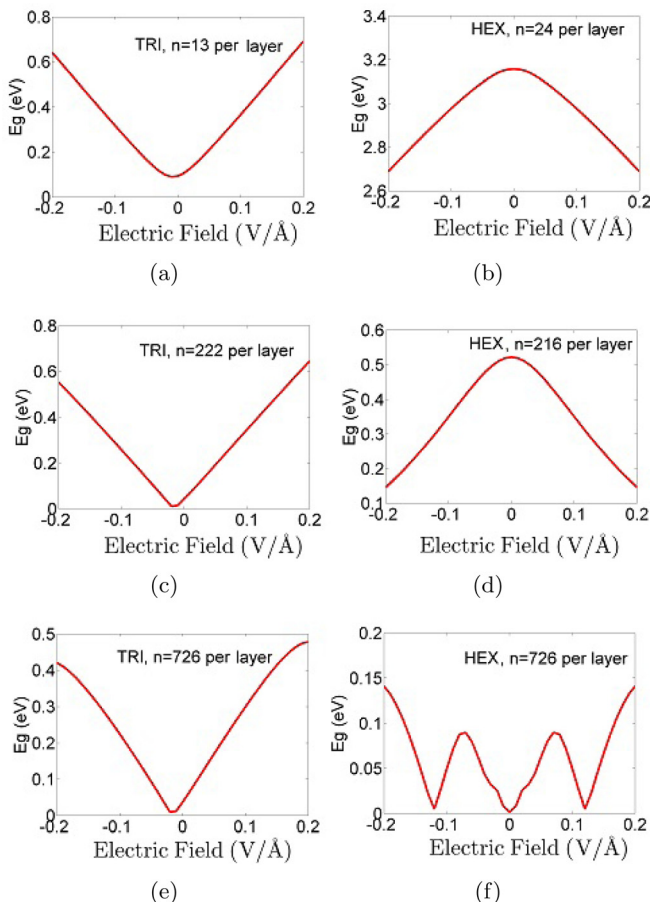 TRI, n=13 per layer
0.8
0.6
0.4
0.2
0
Eg (eV)
-0.2 -0.1 0 0.1 0.2
Electric Field (V/Å)
(a)
HEX, n=24 per layer
3.4
3.2
3
2.8
2.6
Eg (eV)
-0.2 -0.1 0 0.1 0.2
Electric Field (V/Å)
(b)
TRI, n=222 per layer
0.8
0.6
0.4
0.2
0
Eg (eV)
-0.2 -0.1 0 0.1 0.2
Electric Field (V/Å)
(c)
HEX, n=216 per layer
0.6
0.5
0.4
0.3
0.2
0.1
Eg (eV)
-0.2 -0.1 0 0.1 0.2
Electric Field (V/Å)
(d)
TRI, n=726 per layer
0.5
0.4
0.3
0.2
0.1
0
Eg (eV)
-0.2 -0.1 0 0.1 0.2
Electric Field (V/Å)
(e)
HEX, n=726 per layer
0.2
0.15
0.1
0.05
0
Eg (eV)
-0.2 -0.1 0 0.1 0.2
Electric Field (V/Å)
(f)